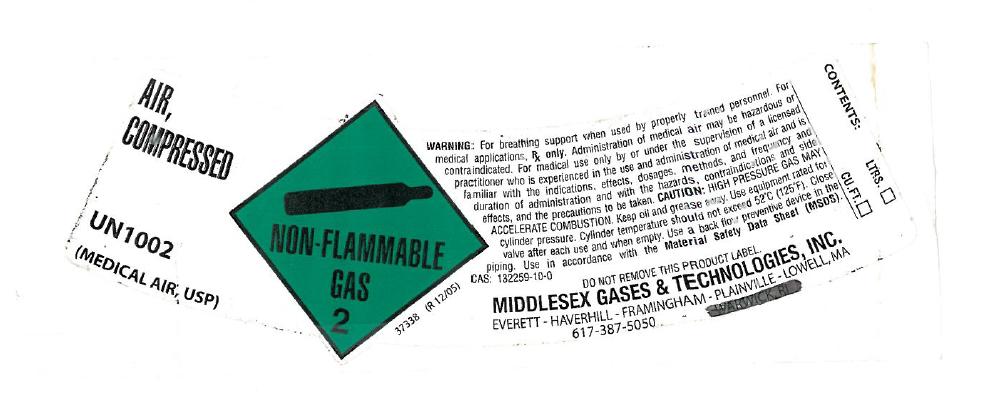 AIR,
COMPRESSED
UN1002
(MEDICAL AIR, USP)
NON-FLAMMABLE
GAS
2
37338 (R 12/05)
WARNING: For breathing support when used by properly trained personnel. For
medical applications, ℞ only. Administration of medical air may be hazardous or
contraindicated. For medical use only by or under the supervision of a licensed
practitioner who is experienced in the use and administration of medical air and is
familiar with the indications, effects, dosages, methods, and frequency and
duration of administration and with the hazards, contraindications and side
effects, and the precautions to be taken. CAUTION: HIGH PRESSURE GAS MAY
ACCELERATE COMBUSTION. Keep oil and grease away. Use equipment rated for
cylinder pressure. Cylinder temperature should not exceed 52°C (125°F). Close
valve after each use and when empty. Use a back flow preventive device in the
piping. Use in accordance with the Material Safety Data Sheet (MSDS).
CAS: 132259-10-0
DO NOT REMOVE THIS PRODUCT LABEL
MIDDLESEX GASES & TECHNOLOGIES, INC.
EVERETT - HAVERHILL - FRAMINGHAM - PLAINVILLE - LOWELL, MA
WARWICK, RI
617-387-5050
CONTENTS:
LTRS.
CU FT.